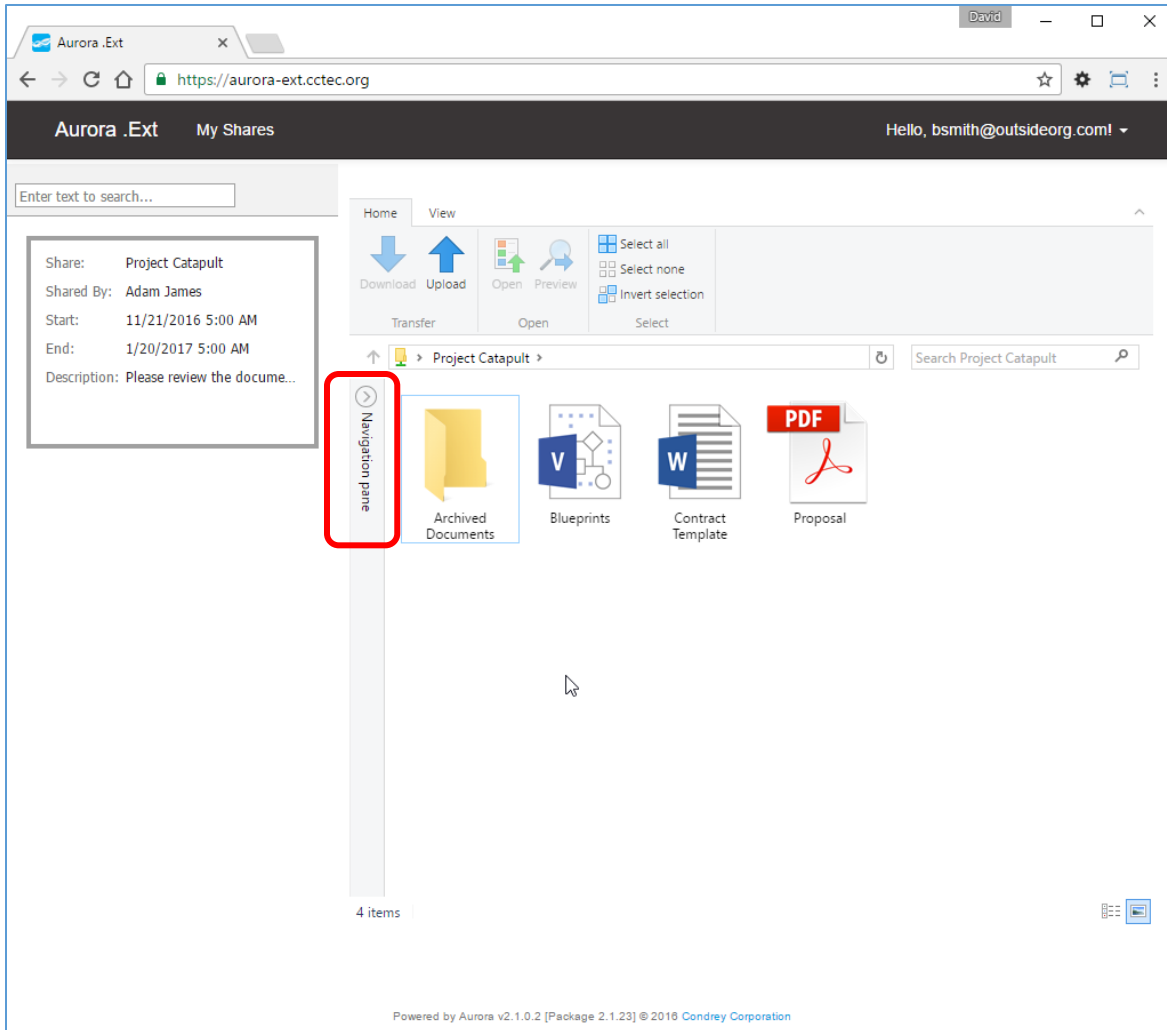 David
Aurora .Ext
https://aurora-ext.cctec.org
Aurora .Ext My Shares Hello, bsmith@outsideorg.com!
Enter text to search...
Share: Project Catapult
Shared By: Adam James
Start: 11/21/2016 5:00 AM
End: 1/20/2017 5:00 AM
Description: Please review the docume...
Home View
Download Upload Open Preview
Select all
Select none
Invert selection
Transfer Open Select
Project Catapult
Search Project Catapult
Navigation pane
Archived
Documents
Blueprints
V
Contract
Template
W
PDF
Proposal
4 items
Powered by Aurora v2.1.0.2 [Package 2.1.23] © 2016 Condrey Corporation